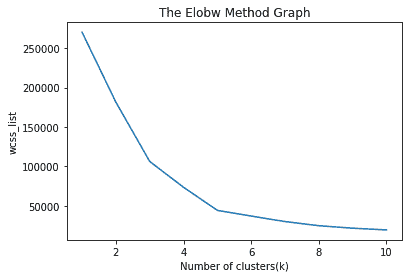 The Elobw Method Graph
250000
200000
150000
100000
50000
wcss_list
2 4 6 8 10
Number of clusters(k)